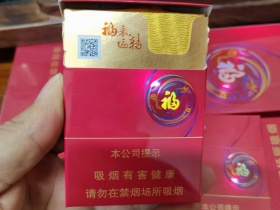 福来
运转
福
本公司提示
吸烟有害健康
请勿在禁烟场所吸烟